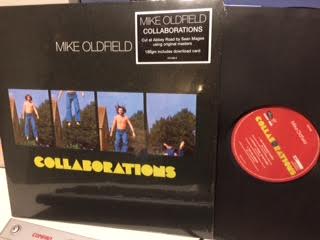 MIKE OLDFIELD
MIKE OLDFIELD
COLLABORATIONS
Cut at Abbey Road by Sean Magee
using original masters
180gm includes download card
COLLABORATIONS
COLLABORATIONS